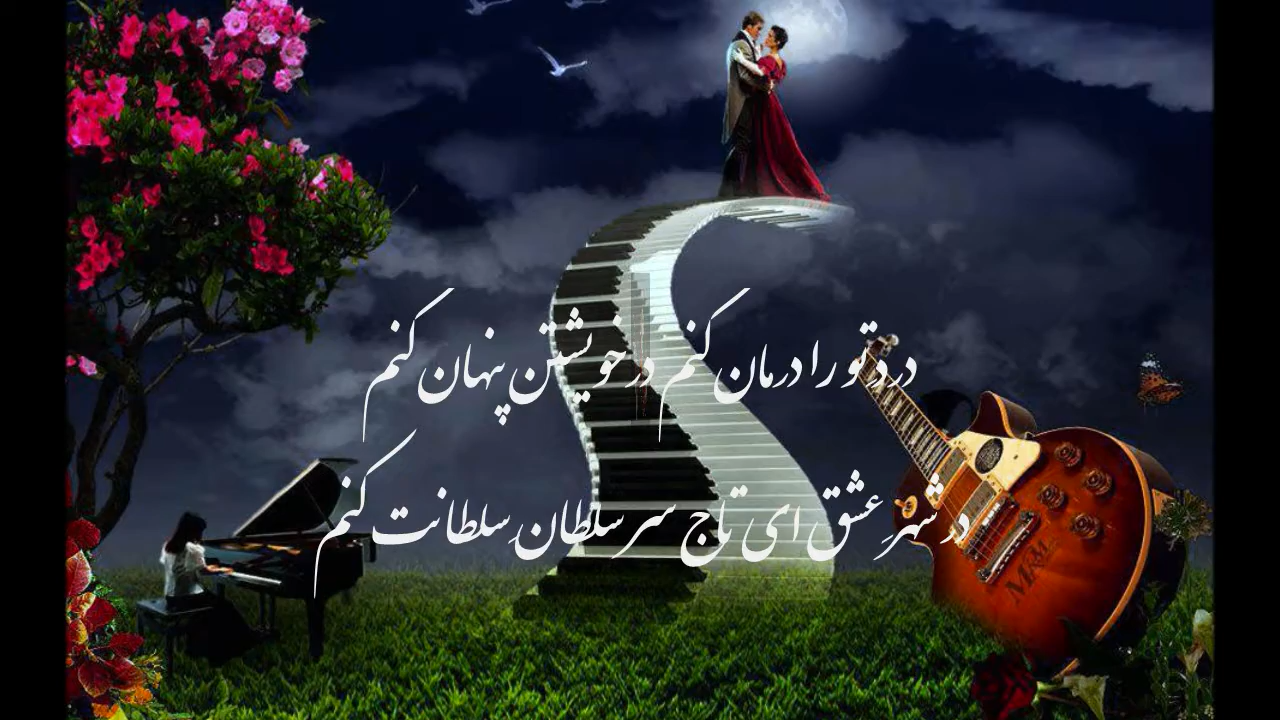 دردِ تو را درمان کنم در خویشتن پنهان کنم
در شهرِ عشق ای تاج سر سلطانِ سلطانت کنم